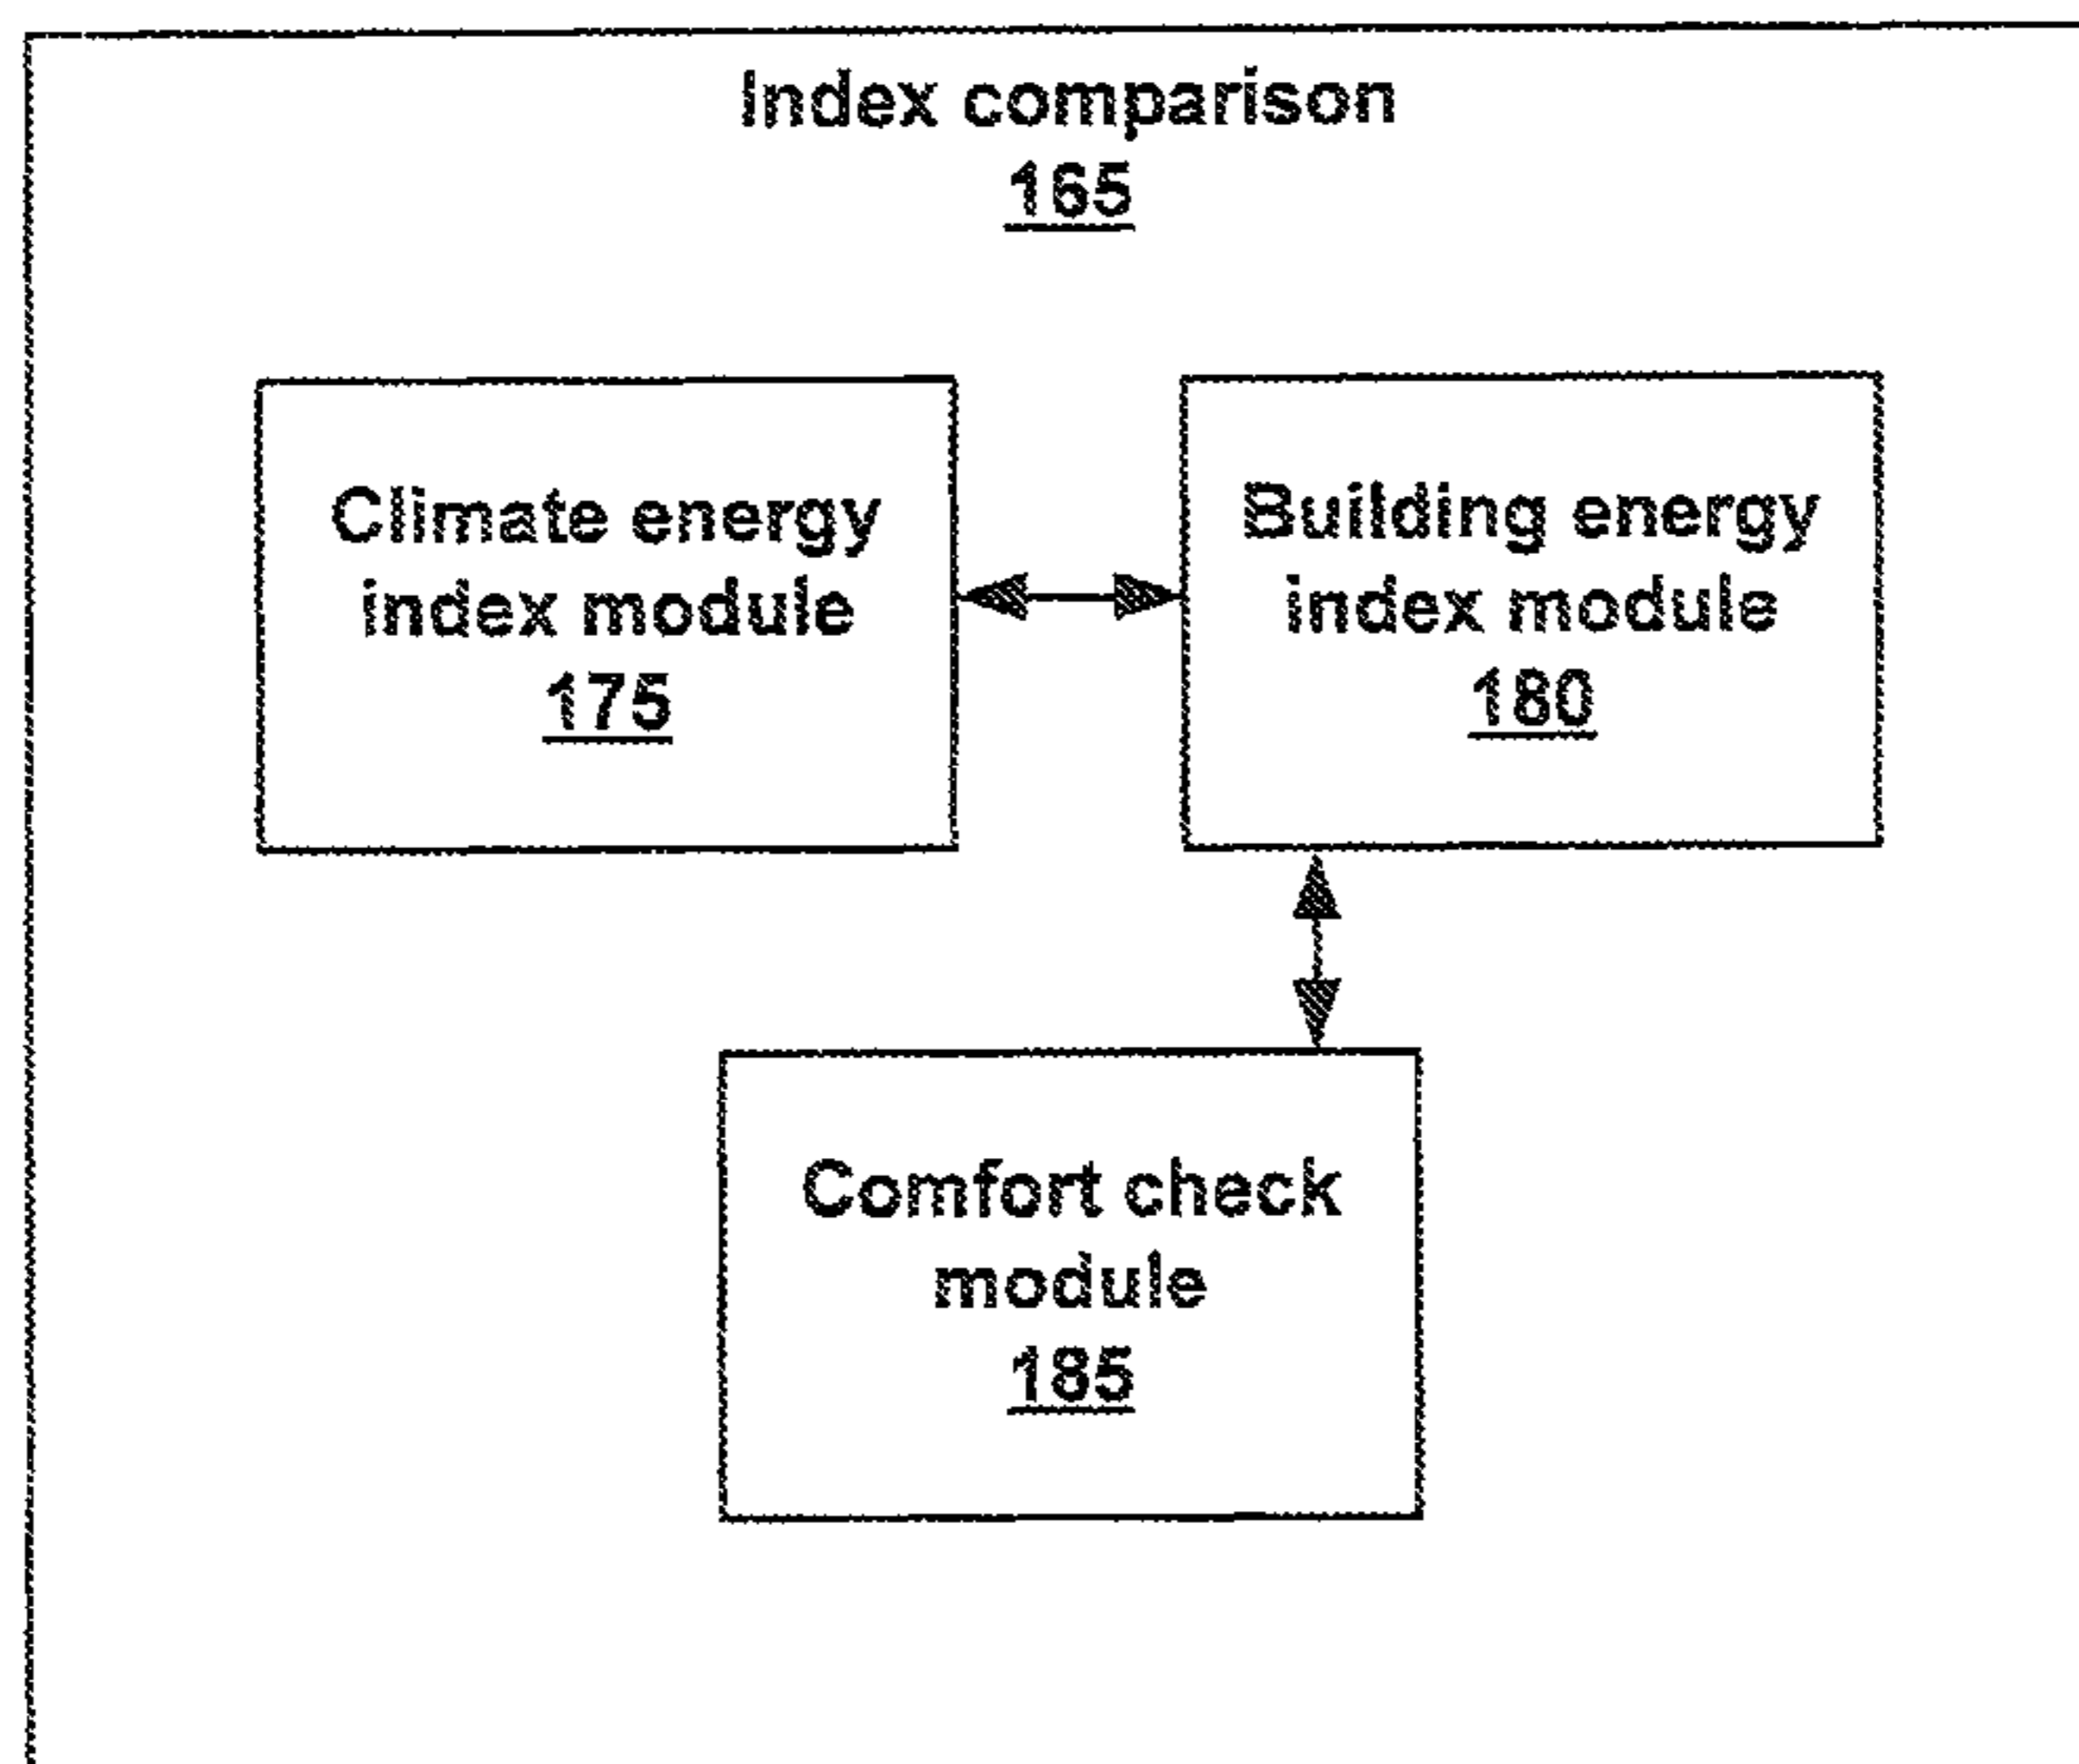 Index comparison
165
Climate energy
index module
175
Building energy
index module
180
Comfort check
module
185